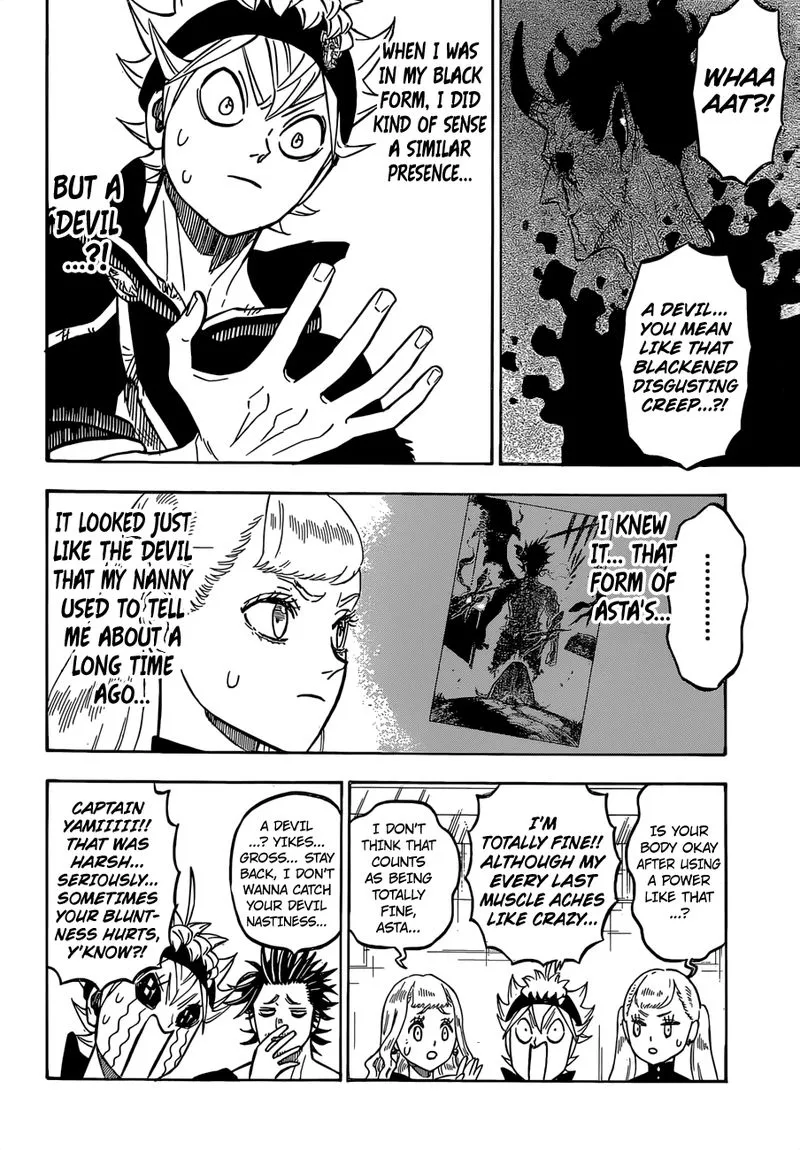 WHAA
AAT?!
A DEVIL...
YOU MEAN
LIKE THAT
BLACKENED
DISGUSTING
CREEP...?!
WHEN I WAS
IN MY BLACK
FORM, I DID
KIND OF SENSE
A SIMILAR
PRESENCE...
BUT A
DEVIL
...?!
.........
I KNEW
IT... THAT
FORM OF
ASTA'S...
IT LOOKED JUST
LIKE THE DEVIL
THAT MY NANNY
USED TO TELL
ME ABOUT A
LONG TIME
AGO...
IS YOUR
BODY OKAY
AFTER USING
A POWER
LIKE THAT
...?
I'M
TOTALLY FINE!!
ALTHOUGH MY
EVERY LAST
MUSCLE ACHES
LIKE CRAZY...
I DON'T
THINK THAT
COUNTS
AS BEING
TOTALLY
FINE,
ASTA...
A DEVIL
...? YIKES...
GROSS... STAY
BACK, I DON'T
WANNA CATCH
YOUR DEVIL
NASTINESS...
CAPTAIN
YAMIIIII!!
THAT WAS
HARSH...
SERIOUSLY...
SOMETIMES
YOUR BLUNT-
NESS HURTS,
Y'KNOW?!